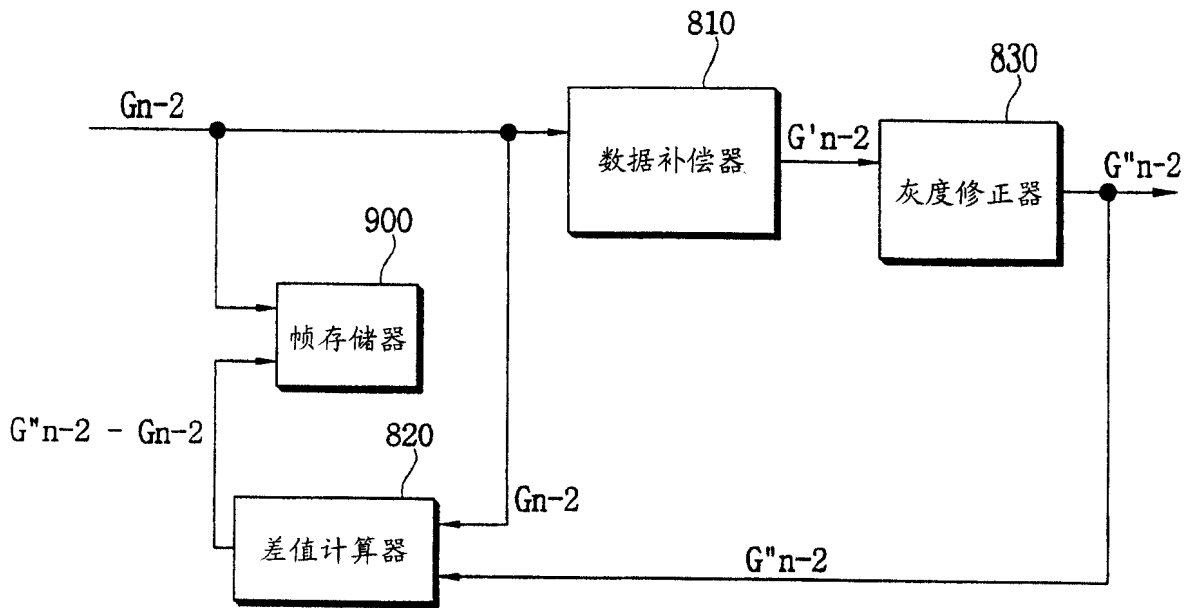 810
830
Gn-2
数据补偿器
G'n-2
灰度修正器
G"n-2
900
帧存储器
G"n-2 - Gn-2
820
Gn-2
差值计算器
G"n-2